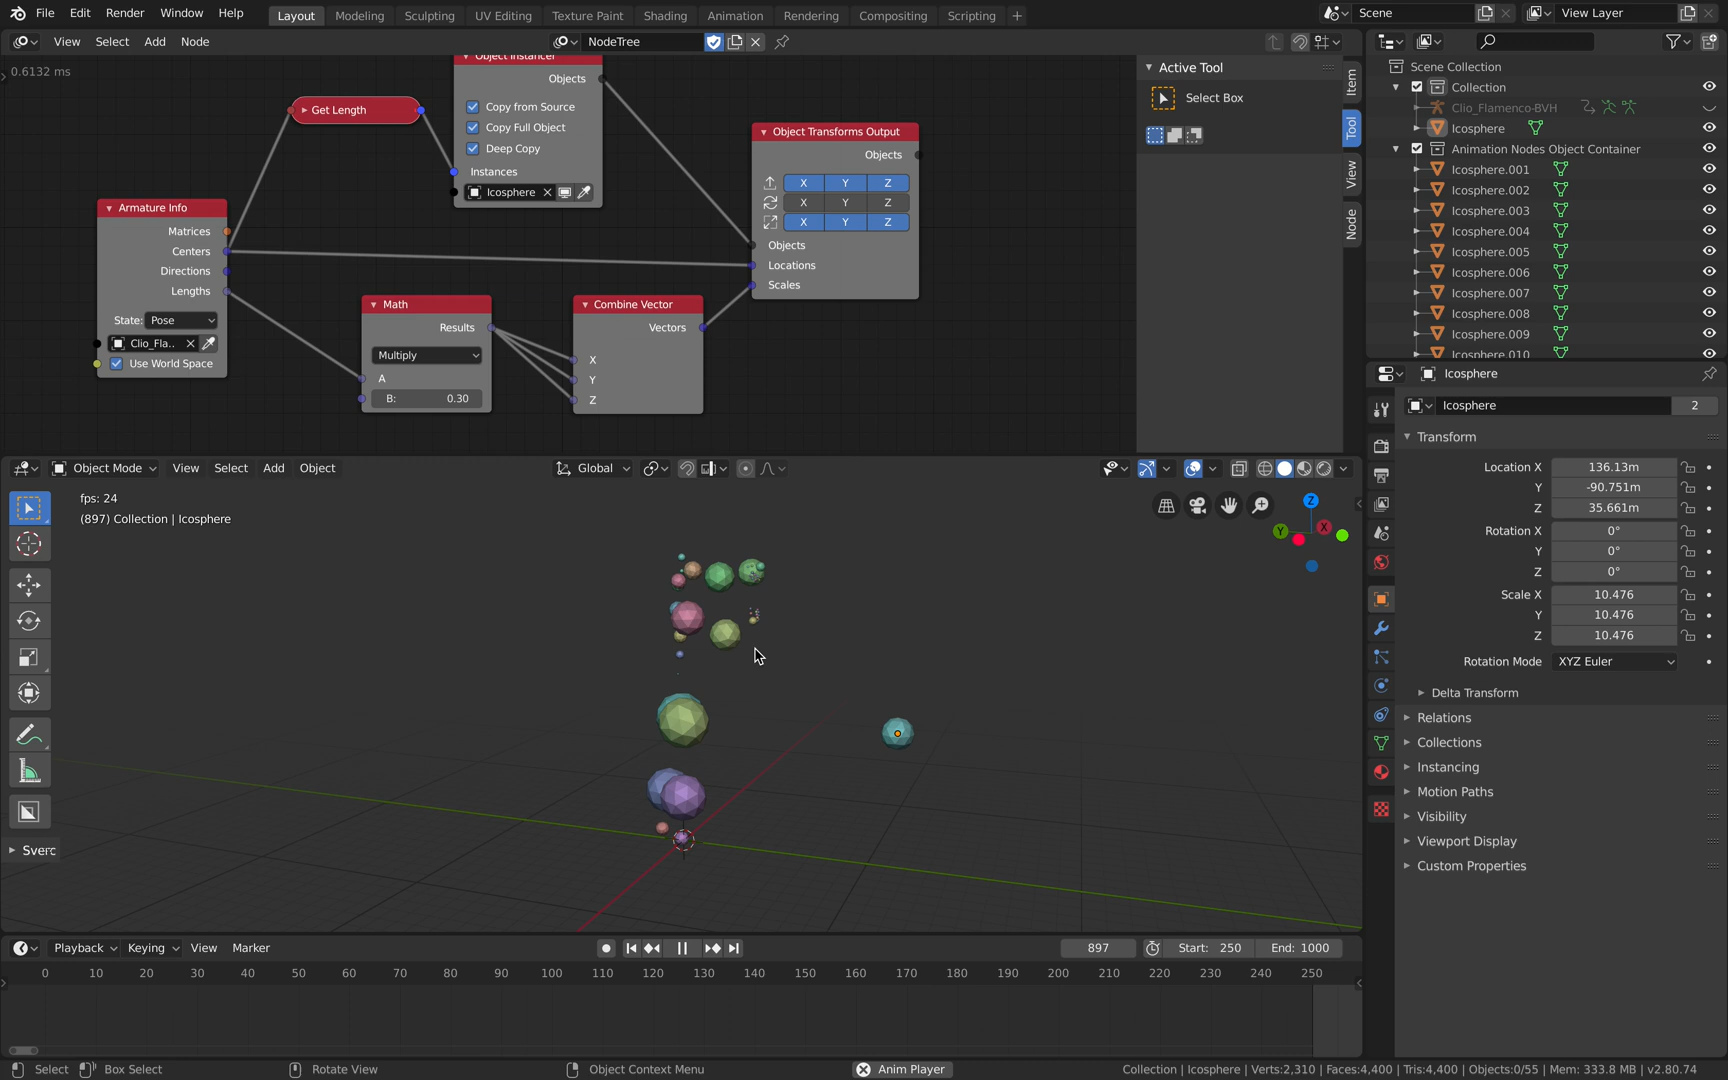 File Edit Render Window Help
Layout Modeling Sculpting UV Editing Texture Paint Shading Animation Rendering Compositing Scripting +
Scene
View Layer
View Select Add Node
NodeTree
0.6132 ms
Object Instancer
Objects
Copy from Source
Copy Full Object
Deep Copy
Instances
Icosphere
Get Length
Armature Info
Matrices
Centers
Directions
Lengths
State: Pose
Clio_Fla..
Use World Space
Math
Results
Multiply
A
B: 0.30
Combine Vector
Vectors
X
Y
Z
Object Transforms Output
Objects
X Y Z
X Y Z
X Y Z
Objects
Locations
Scales
Active Tool
Select Box
Item
Tool
View
Node
Scene Collection
Collection
Clio_Flamenco-BVH
Icosphere
Animation Nodes Object Container
Icosphere.001
Icosphere.002
Icosphere.003
Icosphere.004
Icosphere.005
Icosphere.006
Icosphere.007
Icosphere.008
Icosphere.009
Icosphere.010
Icosphere
Icosphere 2
Transform
Location X 136.13m
Y -90.751m
Z 35.661m
Rotation X 0°
Y 0°
Z 0°
Scale X 10.476
Y 10.476
Z 10.476
Rotation Mode XYZ Euler
Delta Transform
Relations
Collections
Instancing
Motion Paths
Visibility
Viewport Display
Custom Properties
Object Mode View Select Add Object
Global
fps: 24
(897) Collection | Icosphere
Z
Y
X
Sverc
Playback Keying View Marker
897
Start: 250
End: 1000
0 10 20 30 40 50 60 70 80 90 100 110 120 130 140 150 160 170 180 190 200 210 220 230 240 250
Select
Box Select
Rotate View
Object Context Menu
Anim Player
Collection | Icosphere | Verts:2,310 | Faces:4,400 | Tris:4,400 | Objects:0/55 | Mem: 333.8 MB | v2.80.74